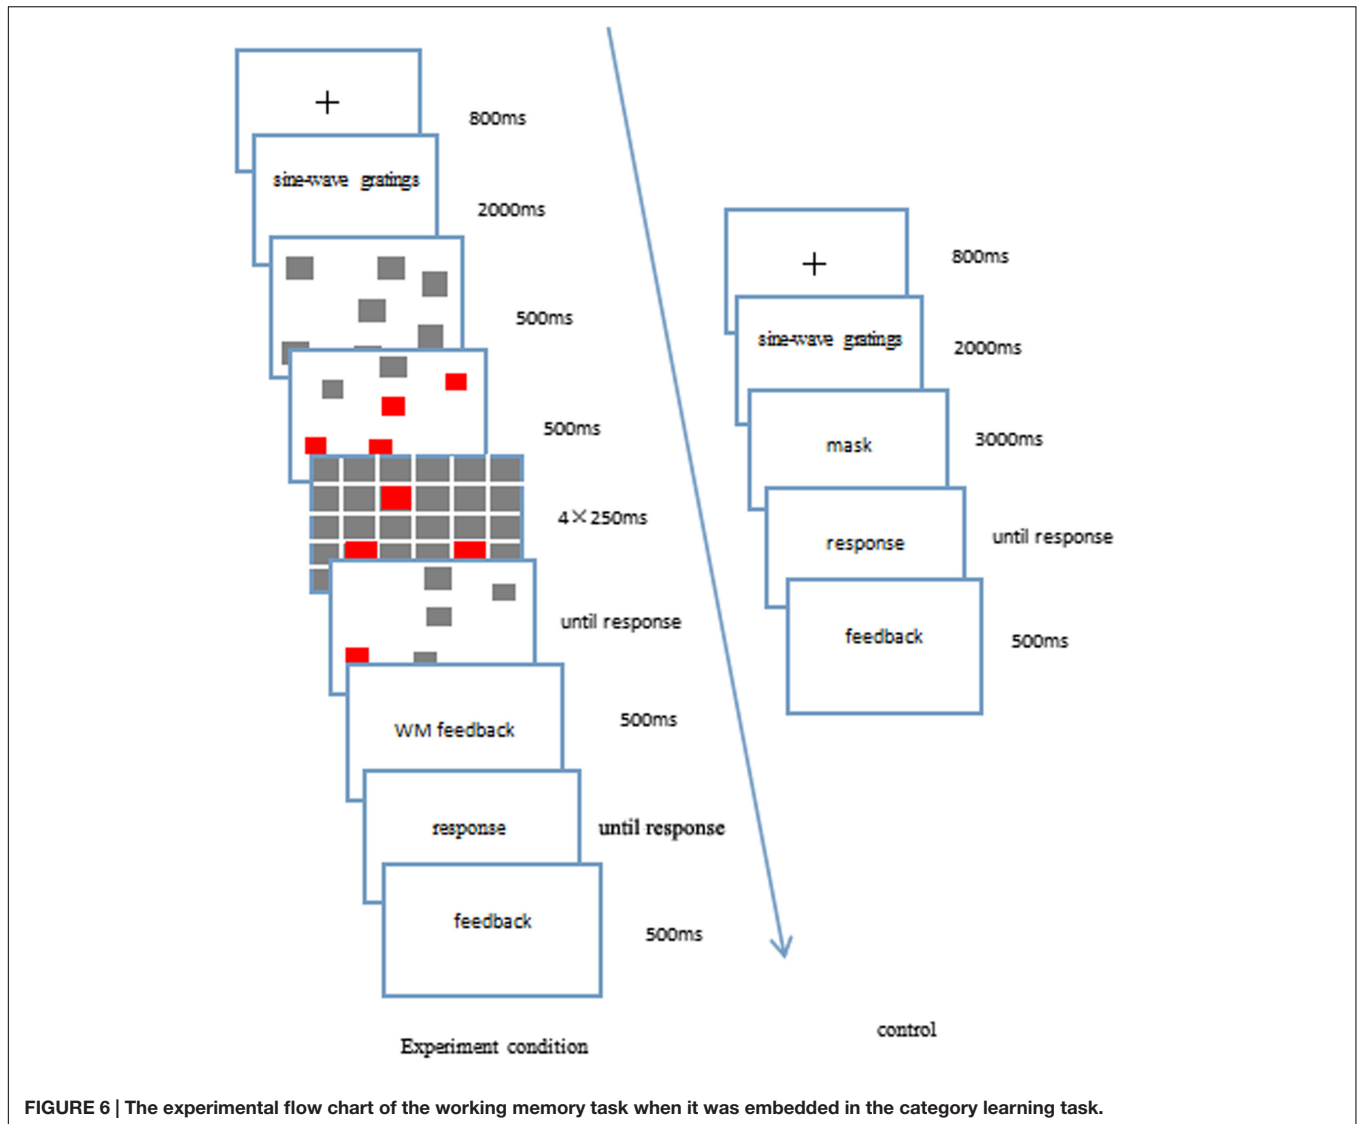 +
800ms
sine-wave gratings
2000ms
500ms
500ms
4×250ms
until response
WM feedback
500ms
response
until response
feedback
500ms
Experiment condition
+
800ms
sine-wave gratings
2000ms
mask
3000ms
response
until response
feedback
500ms
control
FIGURE 6 | The experimental flow chart of the working memory task when it was embedded in the category learning task.